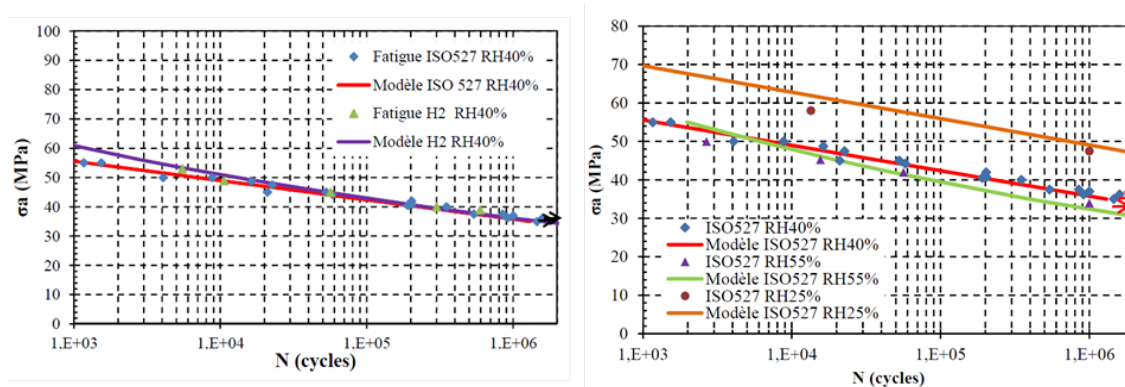 100
90
80
70
60
50
40
30
20
10
0
σa (MPa)
Fatigue ISO527 RH40%
Modèle ISO 527 RH40%
Fatigue H2 RH40%
Modèle H2 RH40%
1,E+03 1,E+04 1,E+05 1,E+06
N (cycles)
80
70
60
50
40
30
20
10
0
σa (MPa)
ISO527 RH40%
Modèle ISO527 RH40%
ISO527 RH55%
Modèle ISO527 RH55%
ISO527 RH25%
Modèle ISO527 RH25%
1,E+03 1,E+04 1,E+05 1,E+06
N (cycles)